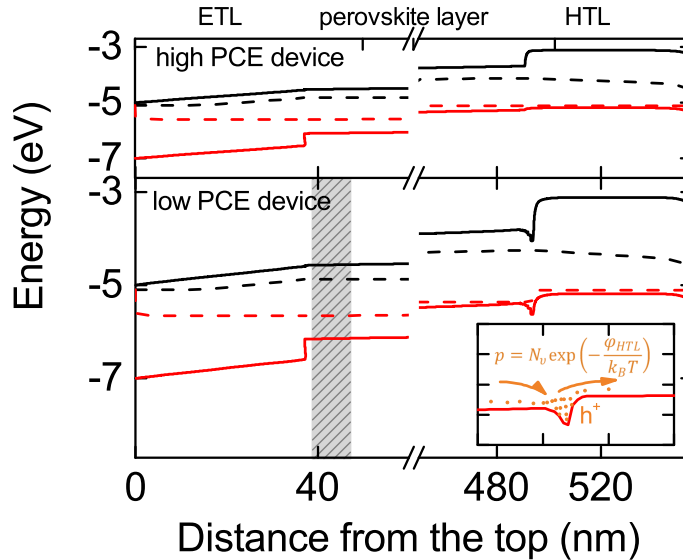 ETL perovskite layer HTL
high PCE device
-3
-5
-7
low PCE device
-3
-5
-7
Energy (eV)
p = N_v exp(-φ_HTL/k_BT)
h+
0 40 480 520
Distance from the top (nm)